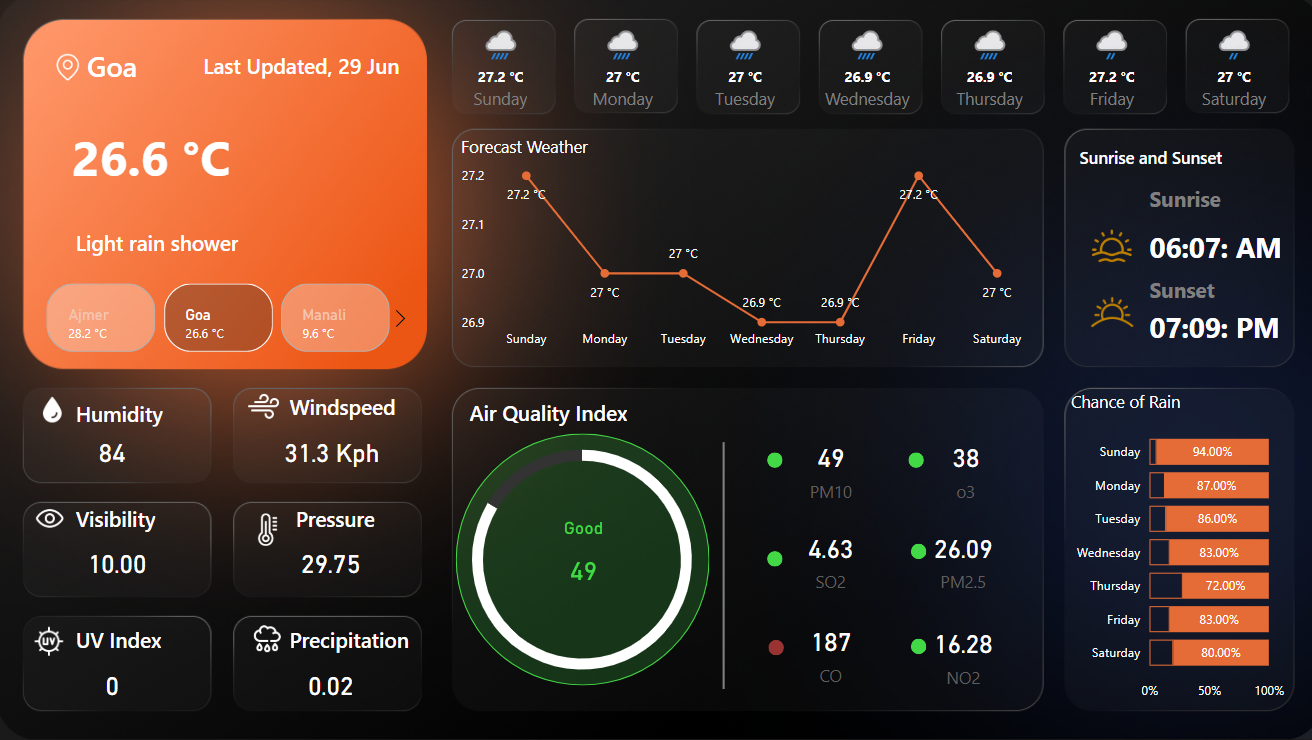 Goa
Last Updated, 29 Jun
26.6 °C
Light rain shower
Ajmer
28.2 °C
Goa
26.6 °C
Manali
9.6 °C
27.2 °C
Sunday
27 °C
Monday
27 °C
Tuesday
26.9 °C
Wednesday
26.9 °C
Thursday
27.2 °C
Friday
27 °C
Saturday
Forecast Weather
27.2
27.1
27.0
26.9
27.2 °C
27 °C
27 °C
26.9 °C
26.9 °C
27.2 °C
27 °C
Sunday Monday Tuesday Wednesday Thursday Friday Saturday
Sunrise and Sunset
Sunrise
06:07: AM
Sunset
07:09: PM
Humidity
84
Windspeed
31.3 Kph
Visibility
10.00
Pressure
29.75
UV
UV Index
0
Precipitation
0.02
Air Quality Index
Good
49
49
PM10
38
o3
4.63
SO2
26.09
PM2.5
187
CO
16.28
NO2
Chance of Rain
Sunday 94.00%
Monday 87.00%
Tuesday 86.00%
Wednesday 83.00%
Thursday 72.00%
Friday 83.00%
Saturday 80.00%
0% 50% 100%